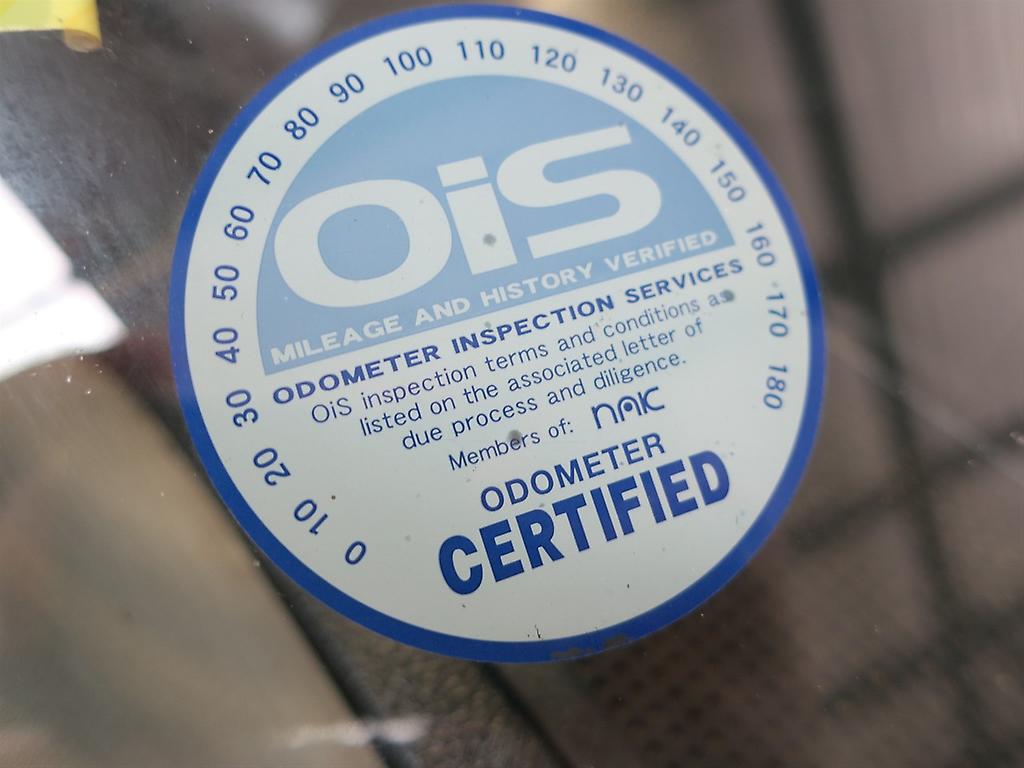 0 10 20 30 40 50 60 70 80 90 100 110 120 130 140 150 160 170 180
OiS
MILEAGE AND HISTORY VERIFIED
ODOMETER INSPECTION SERVICES
OiS inspection terms and conditions as
listed on the associated letter of
due process and diligence.
Members of: nAK
ODOMETER
CERTIFIED